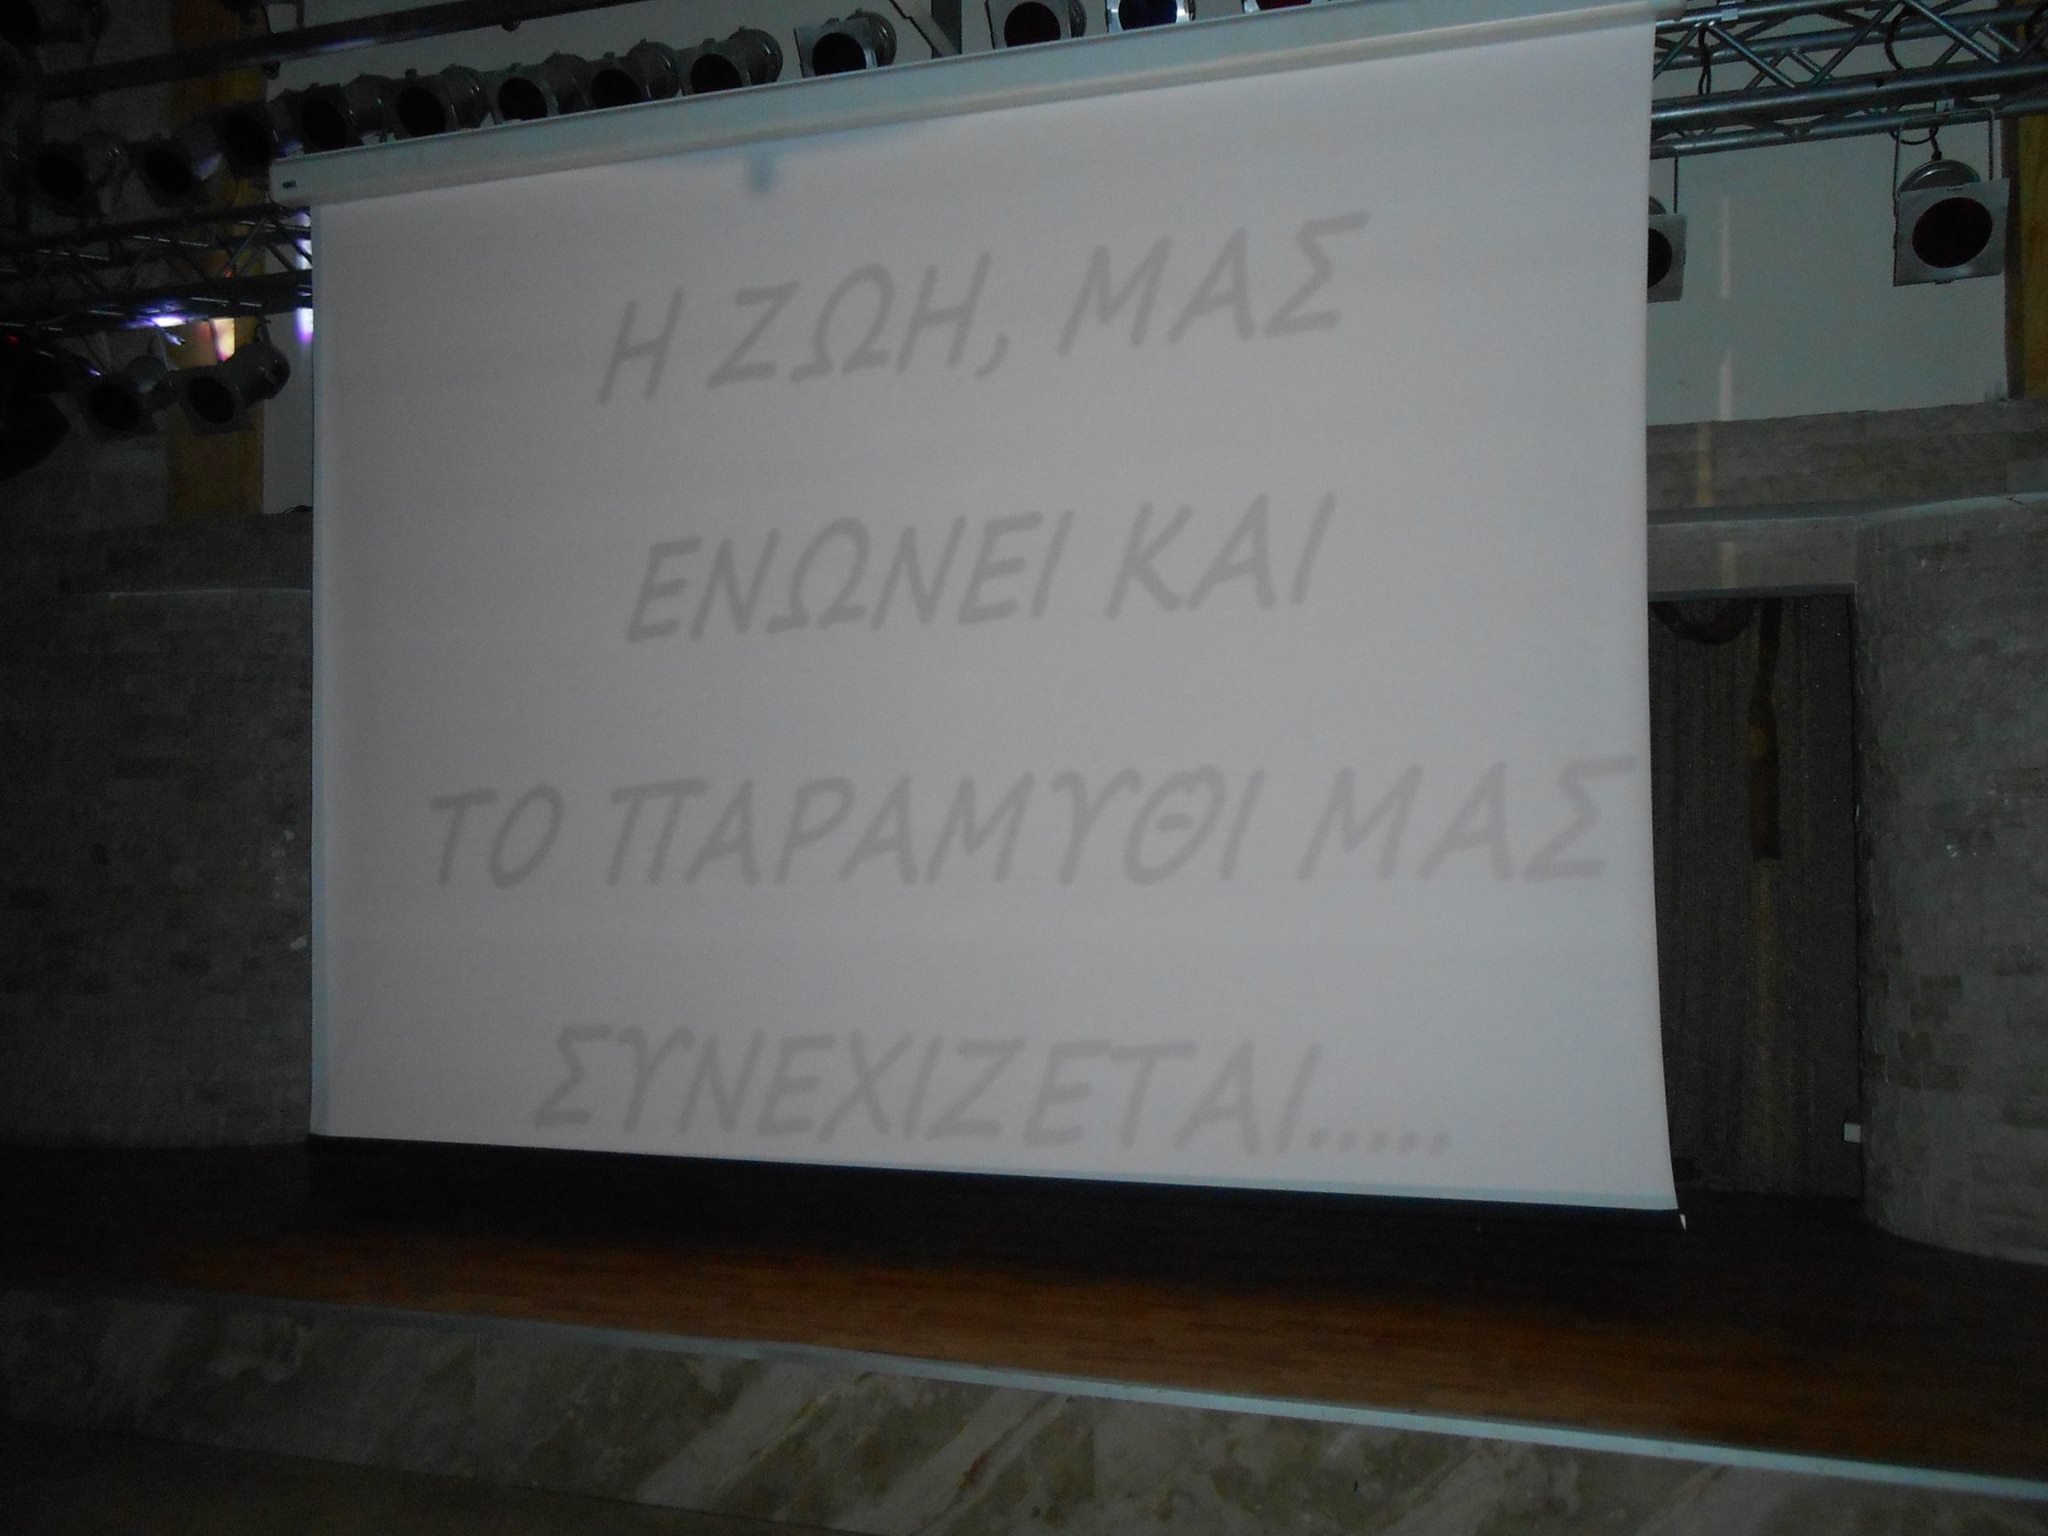 Η ΖΩΗ, ΜΑΣ
ΕΝΩΝΕΙ ΚΑΙ
ΤΟ ΠΑΡΑΜΥΘΙ ΜΑΣ
ΣΥΝΕΧΙΖΕΤΑΙ.....